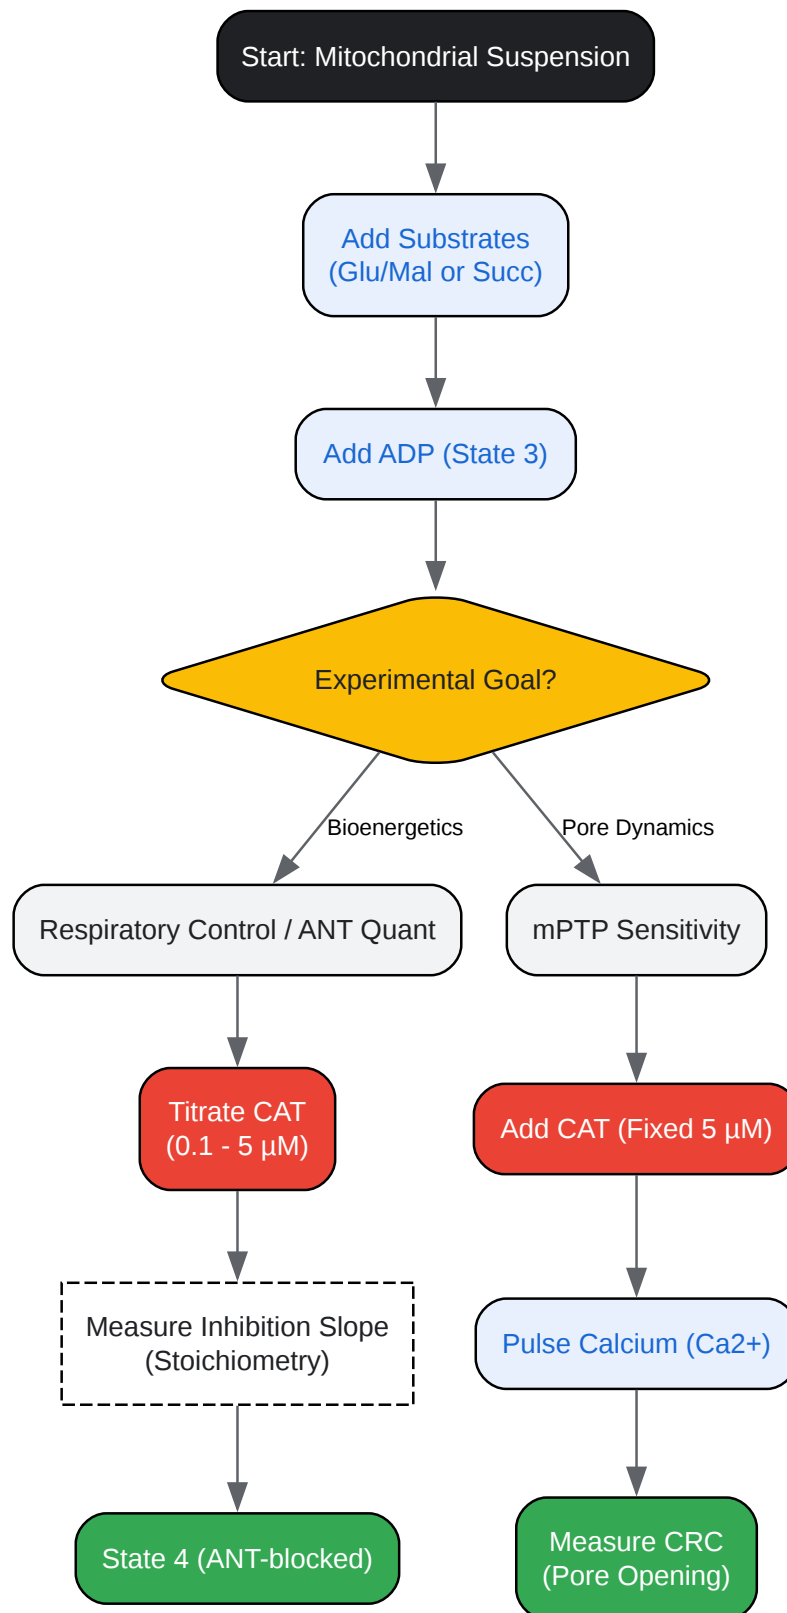 Start: Mitochondrial Suspension
Add Substrates
(Glu/Mal or Succ)
Add ADP (State 3)
Experimental Goal?
Bioenergetics
Pore Dynamics
Respiratory Control / ANT Quant
mPTP Sensitivity
Titrate CAT
(0.1 - 5 µM)
Add CAT (Fixed 5 µM)
Measure Inhibition Slope
(Stoichiometry)
Pulse Calcium (Ca2+)
State 4 (ANT-blocked)
Measure CRC
(Pore Opening)